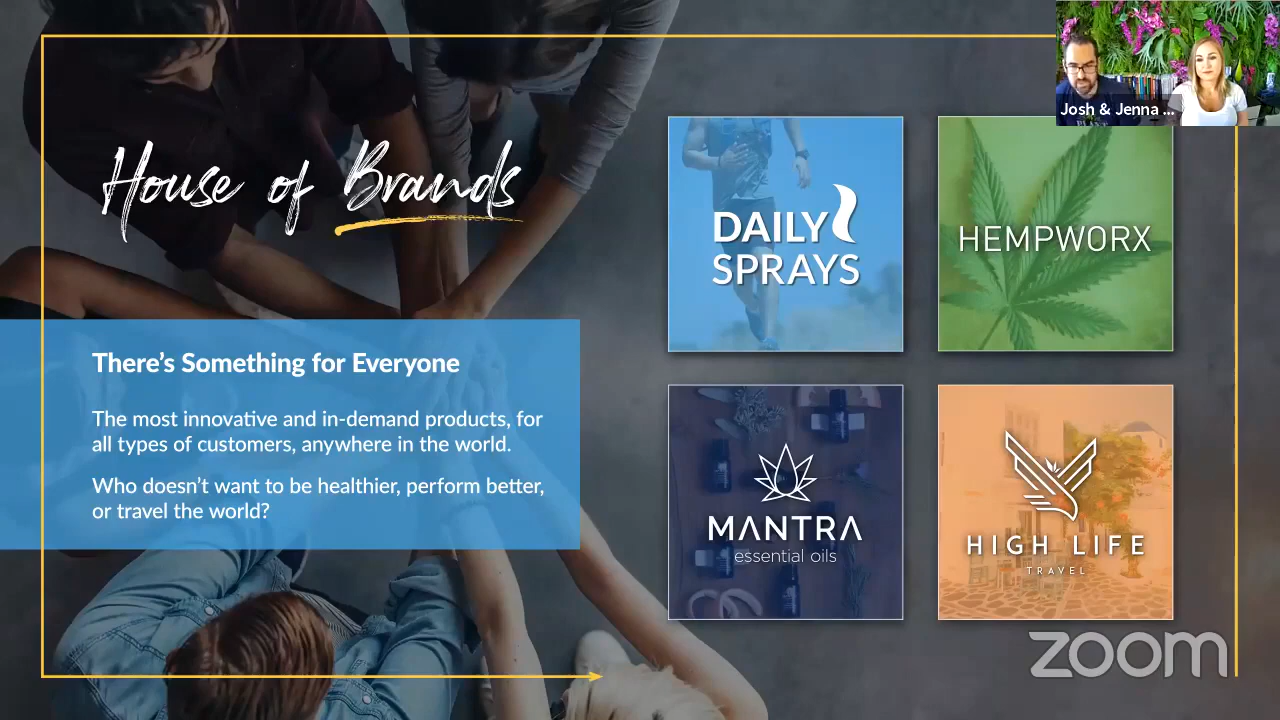 House of Brands
There's Something for Everyone
The most innovative and in-demand products, for
all types of customers, anywhere in the world.
Who doesn't want to be healthier, perform better,
or travel the world?
DAILY
SPRAYS
HEMPWORX
MANTRA
essential oils
HIGH LIFE
TRAVEL
Josh & Jenna ...
zoom